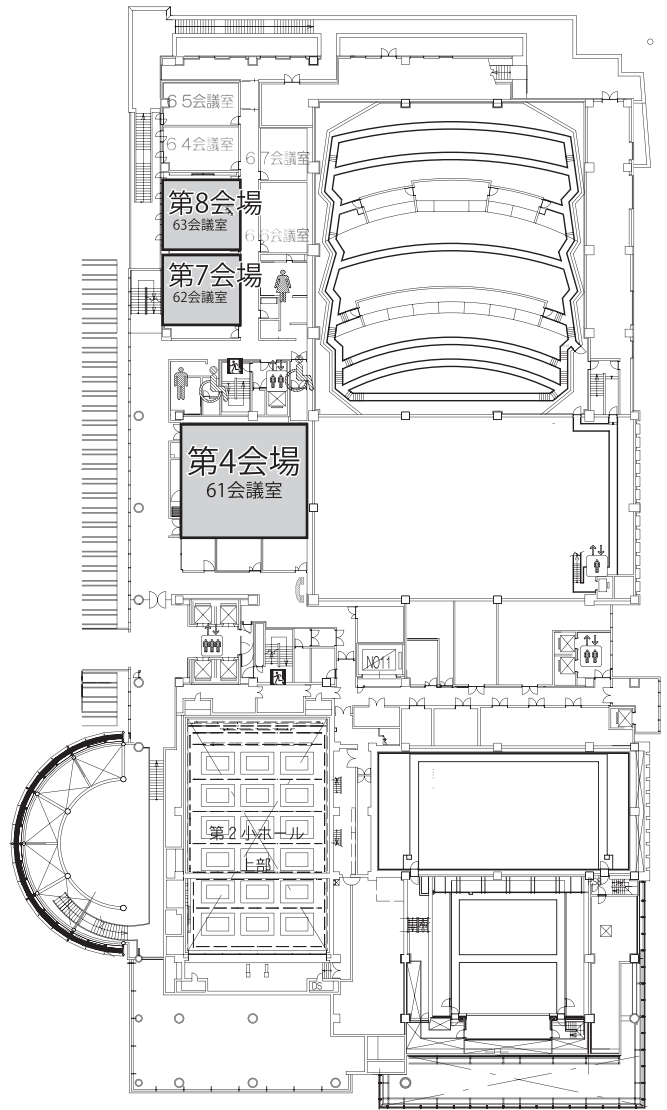 65会議室
64会議室
67会議室
第8会場
63会議室
66会議室
第7会場
62会議室
第4会場
61会議室
NO11
第2小ホール
上部
DS